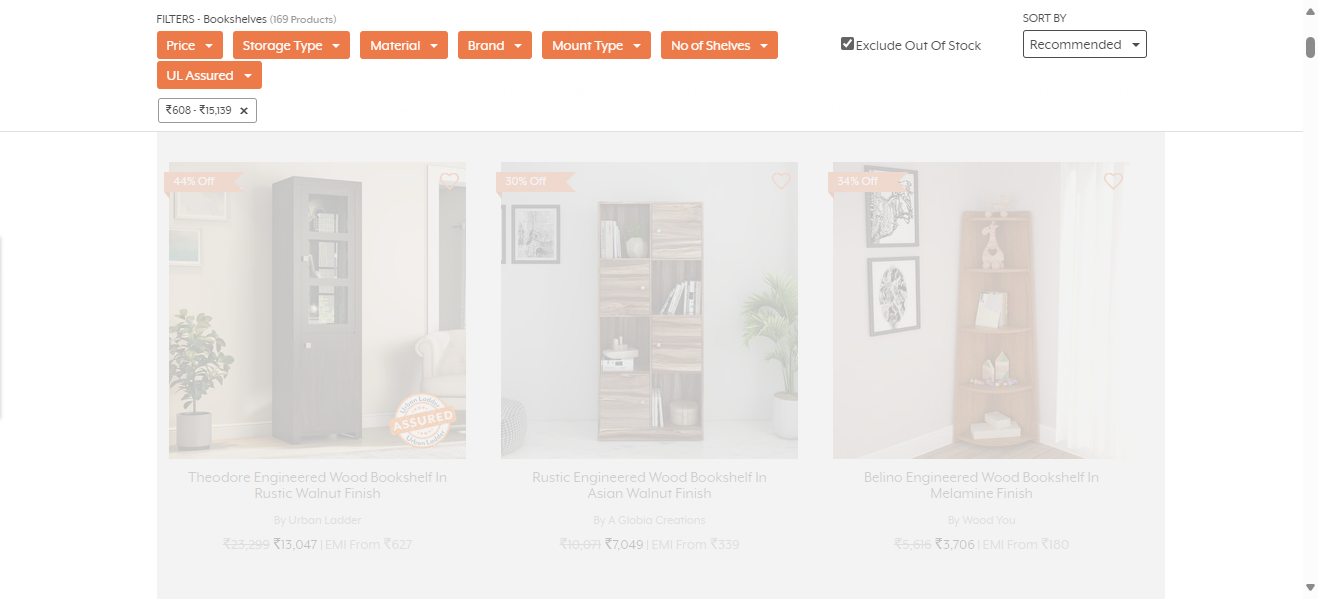 FILTERS - Bookshelves (169 Products)
SORT BY
Price
Storage Type
Material
Brand
Mount Type
No of Shelves
Exclude Out Of Stock
Recommended
UL Assured
₹608 - ₹15,139 ×
44% Off
30% Off
34% Off
Urban Ladder
ASSURED
Urban Ladder
Theodore Engineered Wood Bookshelf In
Rustic Walnut Finish
By Urban Ladder
₹23,299 ₹13,047 | EMI From ₹627
Rustic Engineered Wood Bookshelf In
Asian Walnut Finish
By A Globia Creations
₹10,071 ₹7,049 | EMI From ₹339
Belino Engineered Wood Bookshelf In
Melamine Finish
By Wood You
₹5,616 ₹3,706 | EMI From ₹180